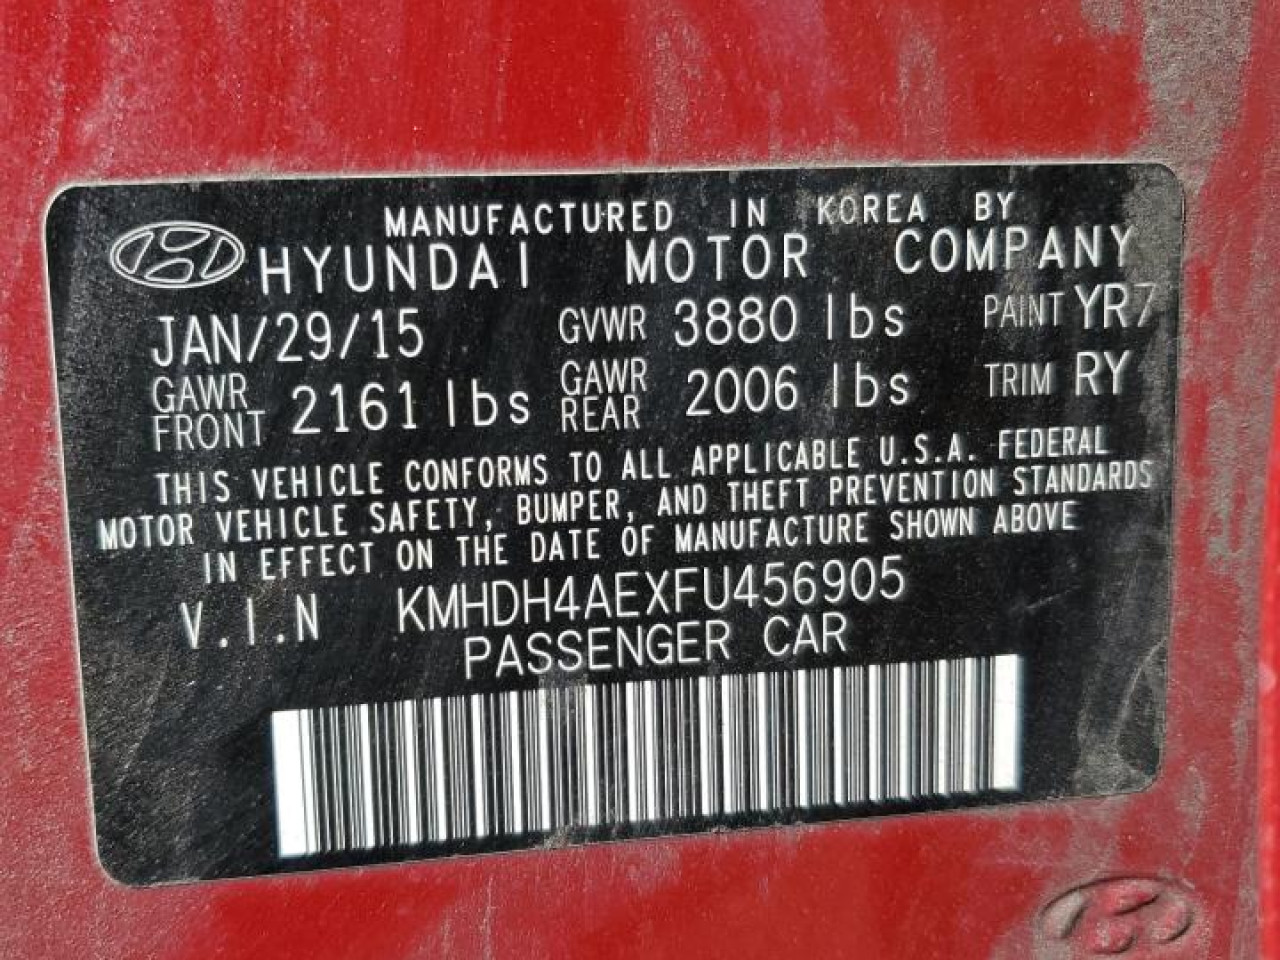 MANUFACTURED IN KOREA BY
HYUNDAI MOTOR COMPANY
JAN/29/15 GVWR 3880 lbs PAINT YR7
GAWR FRONT 2161 lbs GAWR REAR 2006 lbs TRIM RY
THIS VEHICLE CONFORMS TO ALL APPLICABLE U.S.A. FEDERAL
MOTOR VEHICLE SAFETY, BUMPER, AND THEFT PREVENTION STANDARDS
IN EFFECT ON THE DATE OF MANUFACTURE SHOWN ABOVE
V.I.N KMHDH4AEXFU456905
PASSENGER CAR